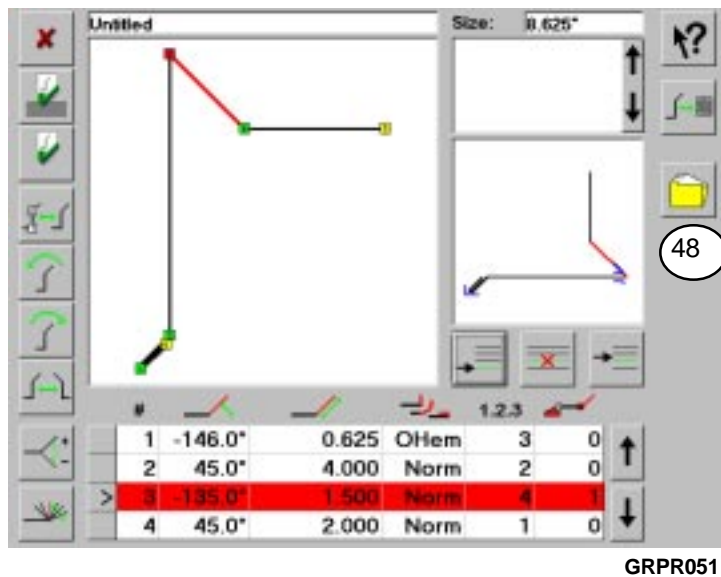 Untitled
Size: 8.625"
48
# 1.2.3
1 -146.0° 0.625 OHem 3 0
2 45.0° 4.000 Norm 2 0
> 3 -135.0° 1.500 Norm 4 1
4 45.0° 2.000 Norm 1 0
GRPR051